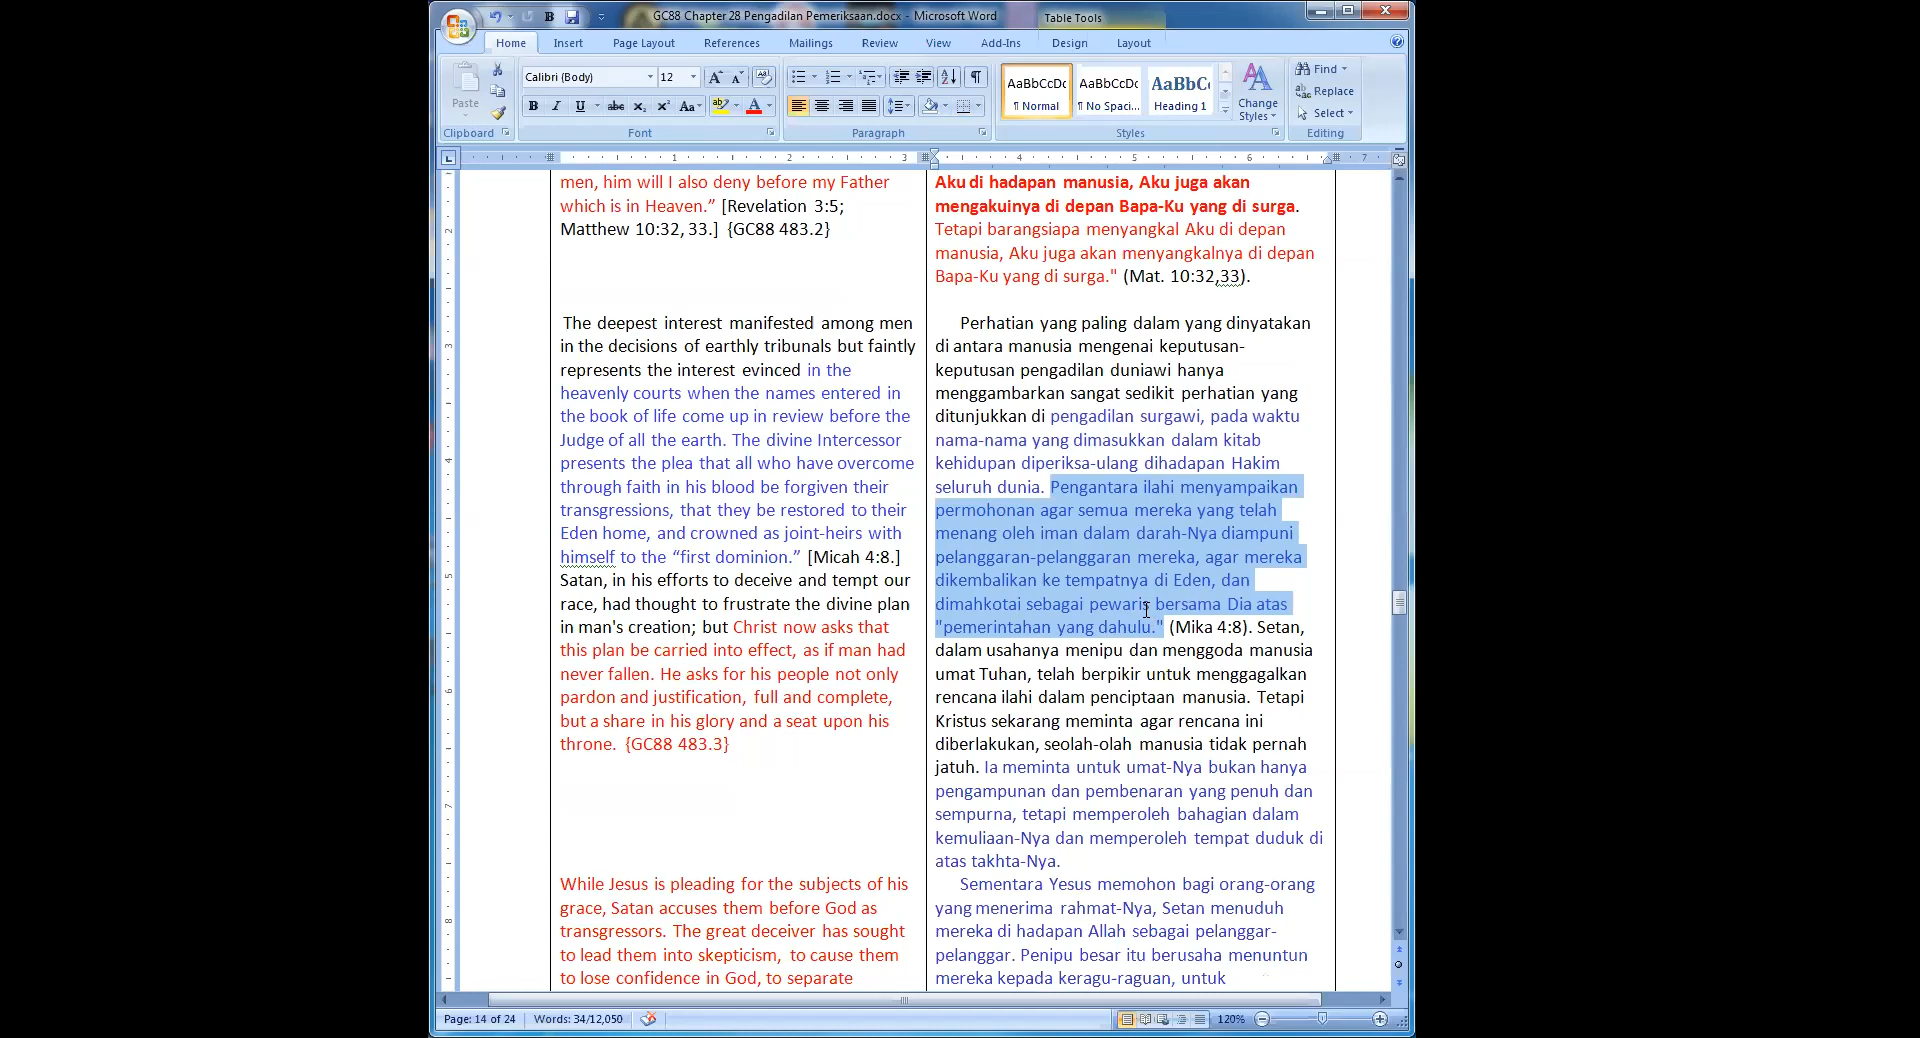 GC88 Chapter 28 Pengadilan Pemeriksaan.docx - Microsoft Word
Table Tools
Home Insert Page Layout References Mailings Review View Add-Ins Design Layout
Paste
Clipboard
Calibri (Body) 12
Font
Paragraph
AaBbCcDc AaBbCcDc AaBbC
¶ Normal ¶ No Spaci... Heading 1
Change Styles
Styles
Find
Replace
Select
Editing
1 2 3 4 5 6 7
men, him will I also deny before my Father
which is in Heaven.” [Revelation 3:5;
Matthew 10:32, 33.] {GC88 483.2}
The deepest interest manifested among men
in the decisions of earthly tribunals but faintly
represents the interest evinced in the
heavenly courts when the names entered in
the book of life come up in review before the
Judge of all the earth. The divine Intercessor
presents the plea that all who have overcome
through faith in his blood be forgiven their
transgressions, that they be restored to their
Eden home, and crowned as joint-heirs with
himself to the “first dominion.” [Micah 4:8.]
Satan, in his efforts to deceive and tempt our
race, had thought to frustrate the divine plan
in man's creation; but Christ now asks that
this plan be carried into effect, as if man had
never fallen. He asks for his people not only
pardon and justification, full and complete,
but a share in his glory and a seat upon his
throne. {GC88 483.3}
While Jesus is pleading for the subjects of his
grace, Satan accuses them before God as
transgressors. The great deceiver has sought
to lead them into skepticism, to cause them
to lose confidence in God, to separate
Aku di hadapan manusia, Aku juga akan
mengakuinya di depan Bapa-Ku yang di surga.
Tetapi barangsiapa menyangkal Aku di depan
manusia, Aku juga akan menyangkalnya di depan
Bapa-Ku yang di surga." (Mat. 10:32,33).
Perhatian yang paling dalam yang dinyatakan
di antara manusia mengenai keputusan-
keputusan pengadilan duniawi hanya
menggambarkan sangat sedikit perhatian yang
ditunjukkan di pengadilan surgawi, pada waktu
nama-nama yang dimasukkan dalam kitab
kehidupan diperiksa-ulang dihadapan Hakim
seluruh dunia. Pengantara ilahi menyampaikan
permohonan agar semua mereka yang telah
menang oleh iman dalam darah-Nya diampuni
pelanggaran-pelanggaran mereka, agar mereka
dikembalikan ke tempatnya di Eden, dan
dimahkotai sebagai pewaris bersama Dia atas
"pemerintahan yang dahulu." (Mika 4:8). Setan,
dalam usahanya menipu dan menggoda manusia
umat Tuhan, telah berpikir untuk menggagalkan
rencana ilahi dalam penciptaan manusia. Tetapi
Kristus sekarang meminta agar rencana ini
diberlakukan, seolah-olah manusia tidak pernah
jatuh. Ia meminta untuk umat-Nya bukan hanya
pengampunan dan pembenaran yang penuh dan
sempurna, tetapi memperoleh bahagian dalam
kemuliaan-Nya dan memperoleh tempat duduk di
atas takhta-Nya.
Sementara Yesus memohon bagi orang-orang
yang menerima rahmat-Nya, Setan menuduh
mereka di hadapan Allah sebagai pelanggar-
pelanggar. Penipu besar itu berusaha menuntun
mereka kepada keragu-raguan, untuk
Page: 14 of 24 Words: 34/12,050 120%